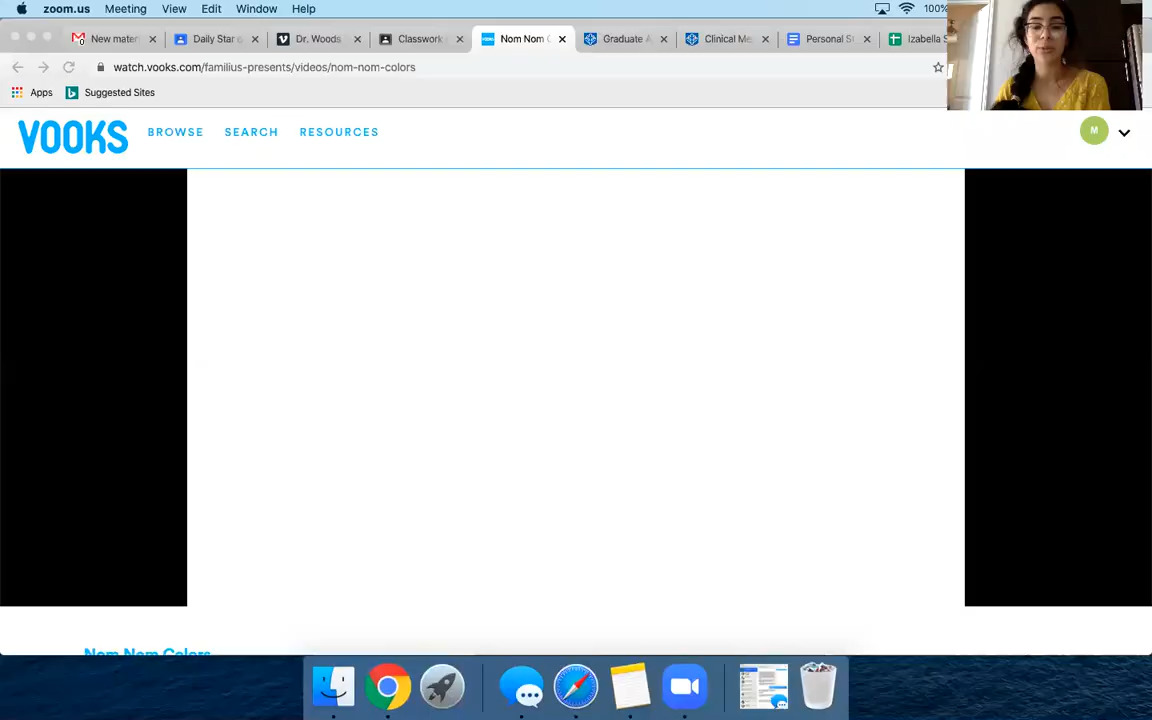 zoom.us Meeting View Edit Window Help 100%
New mater Daily Star o Dr. Woods Classwork Nom Nom C Graduate A Clinical Me Personal St Izabella S
watch.vooks.com/familius-presents/videos/nom-nom-colors
Apps Suggested Sites
VOOKS BROWSE SEARCH RESOURCES M
Nom Nom Colors